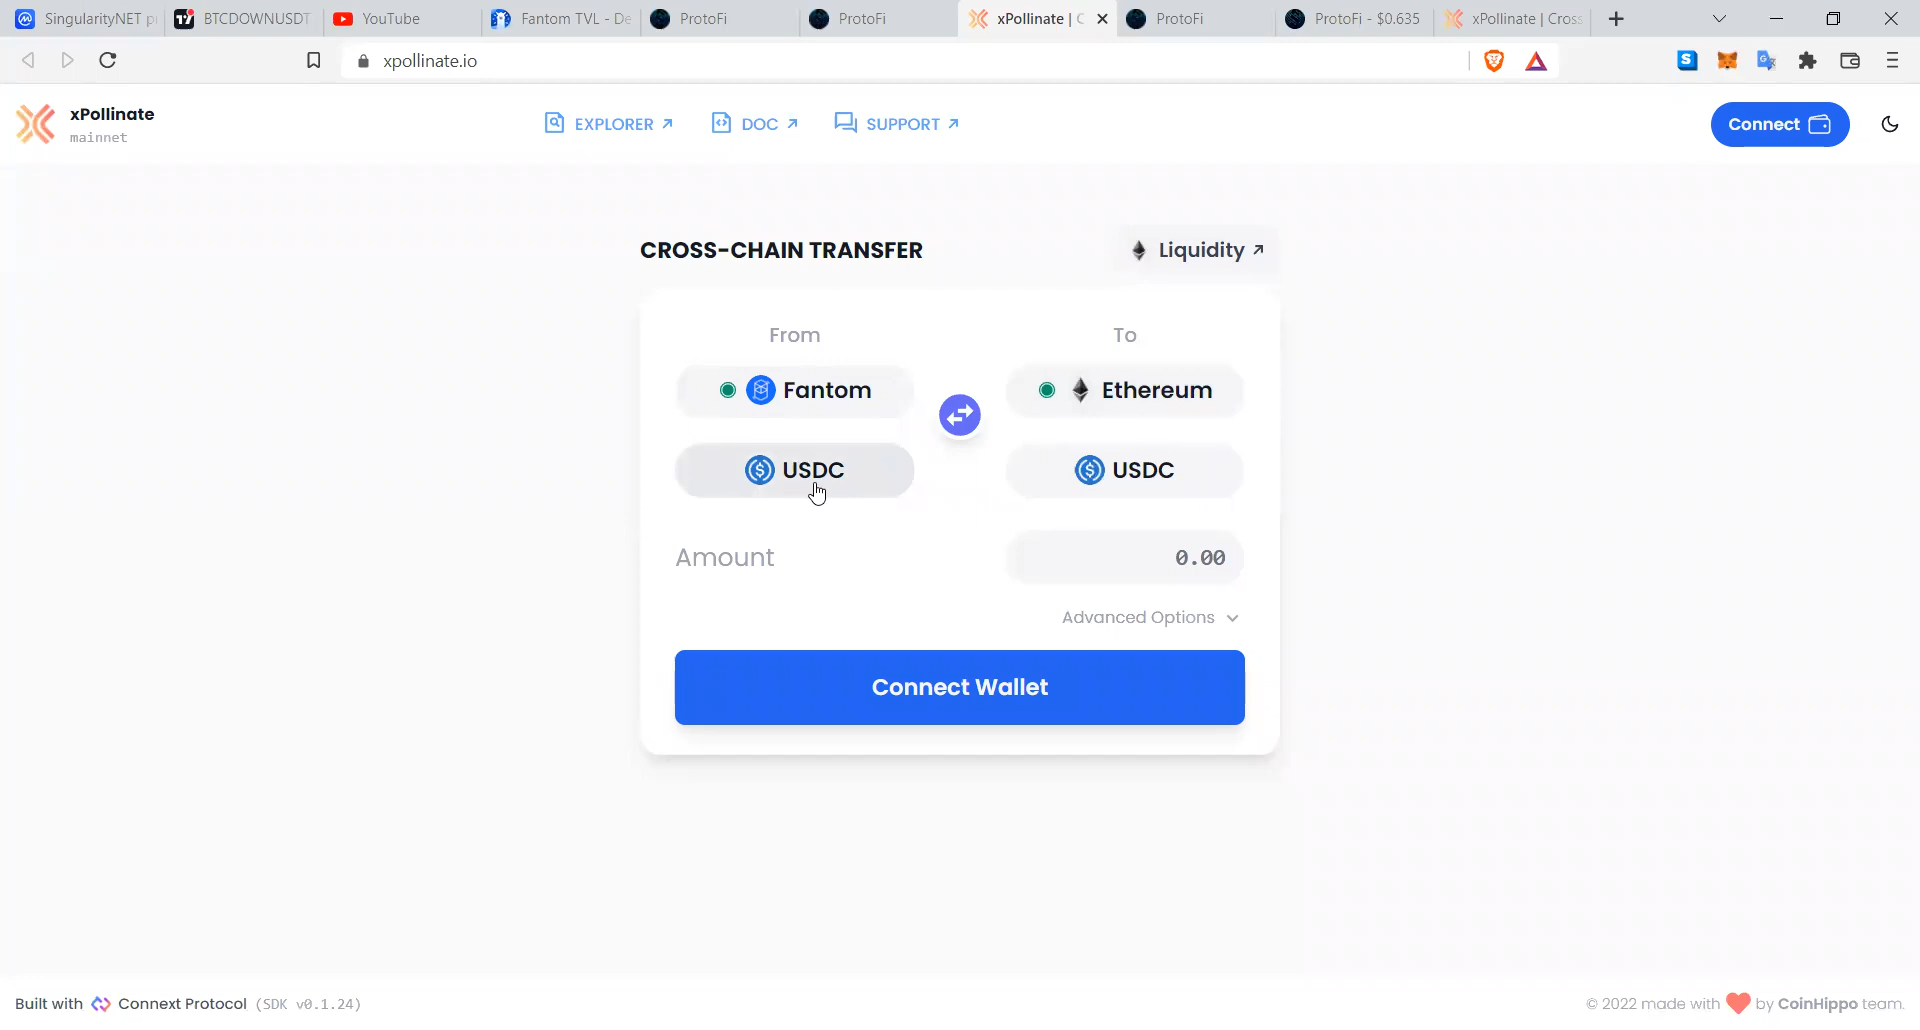 SingularityNET p
BTCDOWNUSDT
YouTube
Fantom TVL - De
ProtoFi
ProtoFi
xPollinate | C
ProtoFi
ProtoFi - $0.635
xPollinate | Cross
xpollinate.io
xPollinate
mainnet
EXPLORER
DOC
SUPPORT
Connect
CROSS-CHAIN TRANSFER
Liquidity
From
To
Fantom
Ethereum
USDC
USDC
Amount
0.00
Advanced Options
Connect Wallet
Built with Connext Protocol (SDK v0.1.24)
© 2022 made with by CoinHippo team.